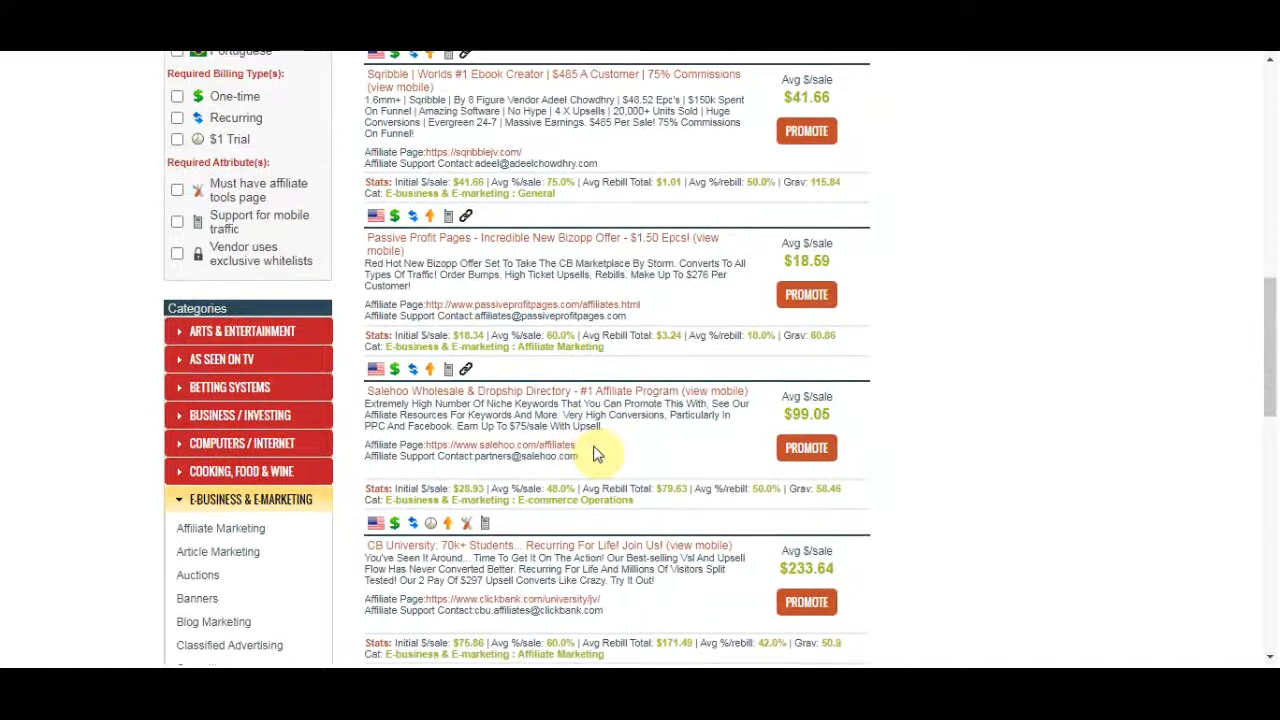 Portuguese
Required Billing Type(s):
One-time
Recurring
$1 Trial
Required Attribute(s):
Must have affiliate
tools page
Support for mobile
traffic
Vendor uses
exclusive whitelists
Categories
ARTS & ENTERTAINMENT
AS SEEN ON TV
BETTING SYSTEMS
BUSINESS / INVESTING
COMPUTERS / INTERNET
COOKING, FOOD & WINE
E-BUSINESS & E-MARKETING
Affiliate Marketing
Article Marketing
Auctions
Banners
Blog Marketing
Classified Advertising
Sqribble | Worlds #1 Ebook Creator | $485 A Customer | 75% Commissions
(view mobile)
1.6mm+ | Sqribble | By 8 Figure Vendor Adeel Chowdhry | $48.52 Epc's | $150k Spent
On Funnel | Amazing Software | No Hype | 4 X Upsells | 20,000+ Units Sold | Huge
Conversions | Evergreen 24-7 | Massive Earnings. $485 Per Sale! 75% Commissions
On Funnel!
Affiliate Page:https://sqribblejv.com/
Affiliate Support Contact:adeel@adeelchowdhry.com
Stats: Initial $/sale: $41.66 | Avg %/sale: 75.0% | Avg Rebill Total: $1.01 | Avg %/rebill: 50.0% | Grav: 115.84
Cat: E-business & E-marketing : General
Avg $/sale
$41.66
PROMOTE
Passive Profit Pages - Incredible New Bizopp Offer - $1.50 Epcs! (view
mobile)
Red Hot New Bizopp Offer Set To Take The CB Marketplace By Storm. Converts To All
Types Of Traffic! Order Bumps, High Ticket Upsells, Rebills. Make Up To $276 Per
Customer!
Affiliate Page:http://www.passiveprofitpages.com/affiliates.html
Affiliate Support Contact:affiliates@passiveprofitpages.com
Stats: Initial $/sale: $18.34 | Avg %/sale: 60.0% | Avg Rebill Total: $3.24 | Avg %/rebill: 10.0% | Grav: 60.86
Cat: E-business & E-marketing : Affiliate Marketing
Avg $/sale
$18.59
PROMOTE
Salehoo Wholesale & Dropship Directory - #1 Affiliate Program (view mobile)
Extremely High Number Of Niche Keywords That You Can Promote This With, See Our
Affiliate Resources For Keywords And More. Very High Conversions, Particularly In
PPC And Facebook. Earn Up To $75/sale With Upsell.
Affiliate Page:https://www.salehoo.com/affiliates
Affiliate Support Contact:partners@salehoo.com
Stats: Initial $/sale: $26.93 | Avg %/sale: 48.0% | Avg Rebill Total: $79.63 | Avg %/rebill: 50.0% | Grav: 58.46
Cat: E-business & E-marketing : E-commerce Operations
Avg $/sale
$99.05
PROMOTE
CB University: 70k+ Students... Recurring For Life! Join Us! (view mobile)
You've Seen It Around... Time To Get It On The Action! Our Best-selling Vsl And Upsell
Flow Has Never Converted Better. Recurring For Life And Millions Of Visitors Split
Tested! Our 2 Pay Of $297 Upsell Converts Like Crazy. Try It Out!
Affiliate Page:https://www.clickbank.com/university/jv/
Affiliate Support Contact:cbu.affiliates@clickbank.com
Stats: Initial $/sale: $75.86 | Avg %/sale: 60.0% | Avg Rebill Total: $171.49 | Avg %/rebill: 42.0% | Grav: 50.9
Cat: E-business & E-marketing : Affiliate Marketing
Avg $/sale
$233.64
PROMOTE